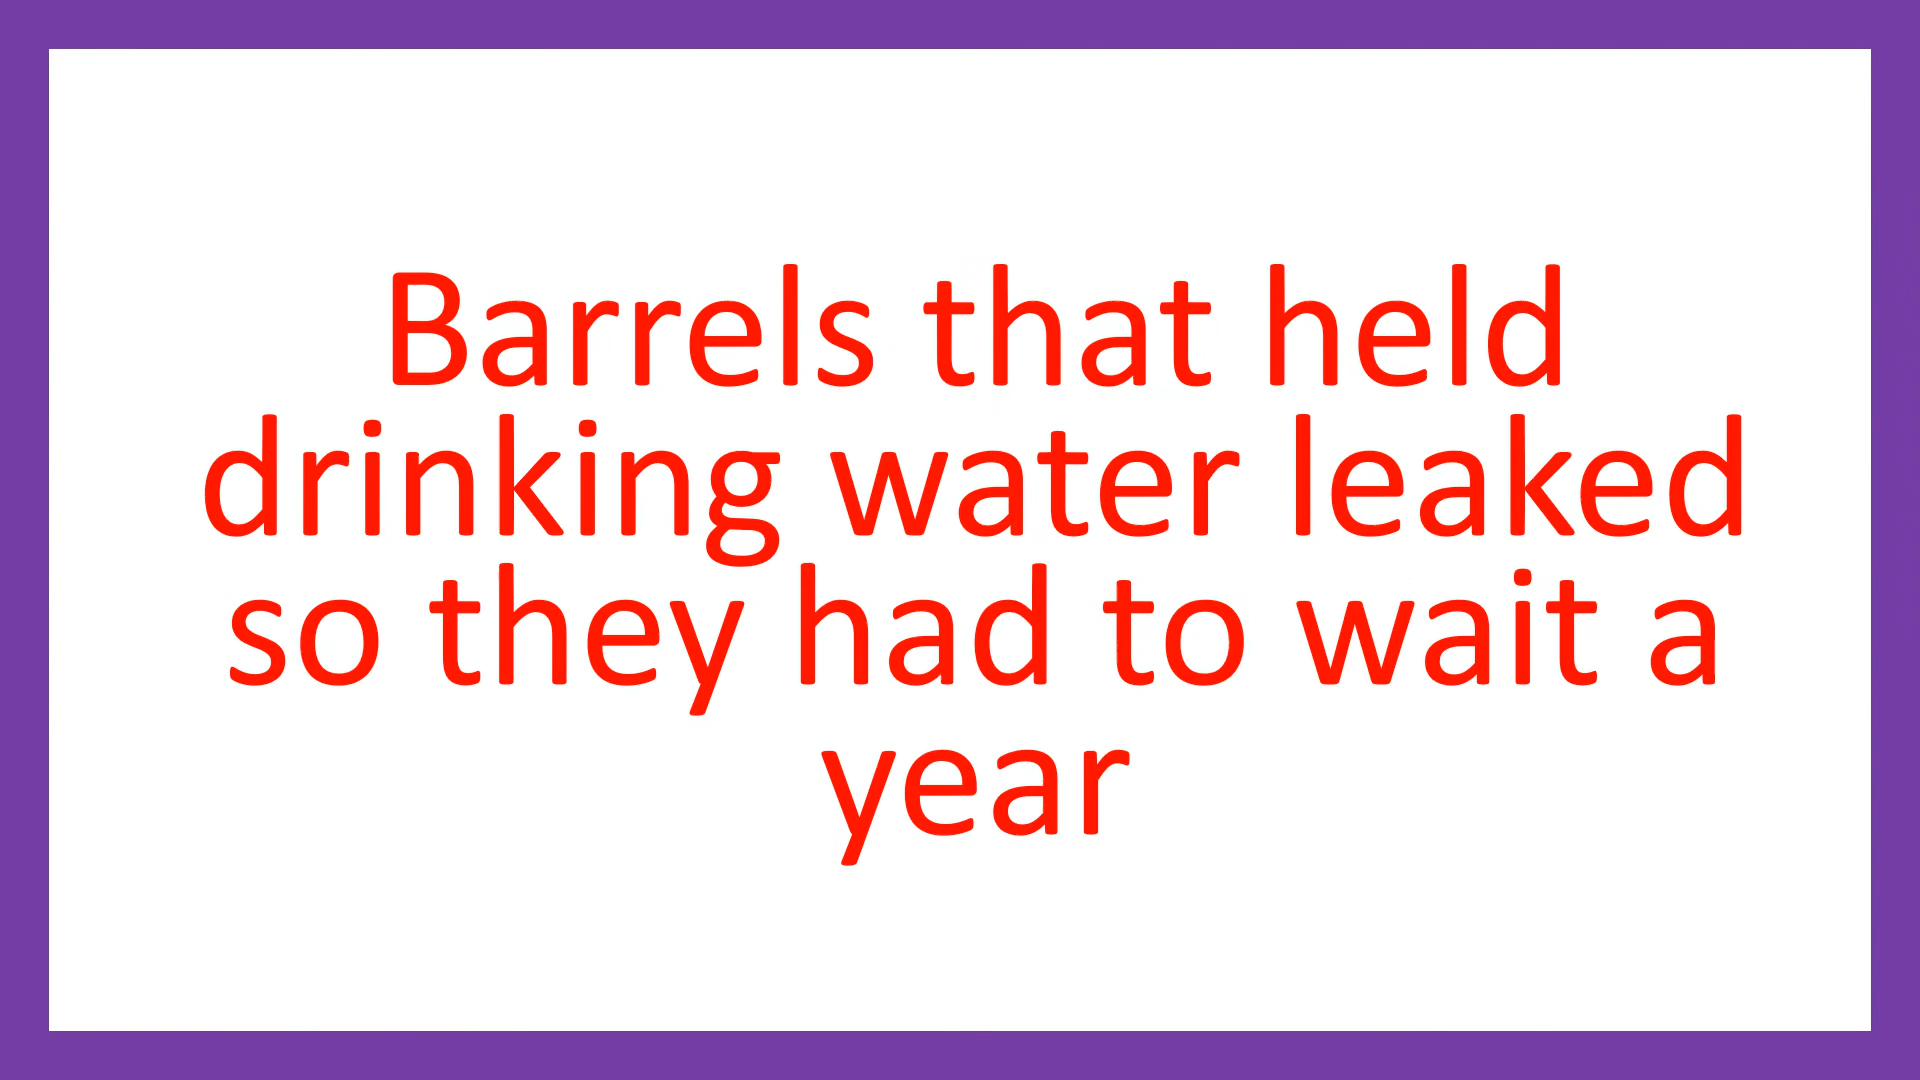 Barrels that held
drinking water leaked
so they had to wait a
year